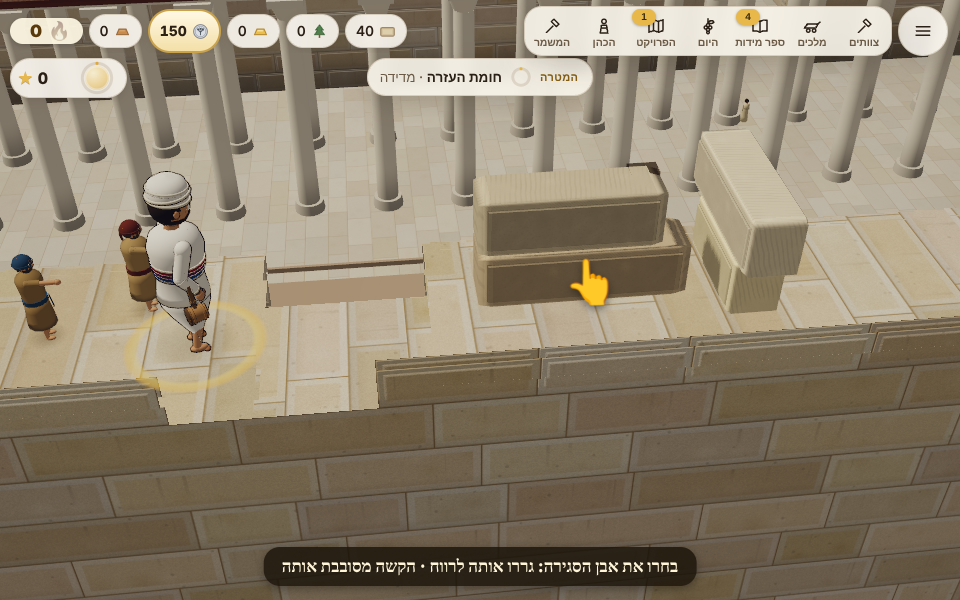 צוותים
מלכים
4
ספר מידות
היום
1
הפרויקט
הכהן
המשמר
40
0
0
150
0
0
0
המטרה
חומת העזרה · מדידה
בחרו את אבן הסגירה: גררו אותה לרווח · הקשה מסובבת אותה